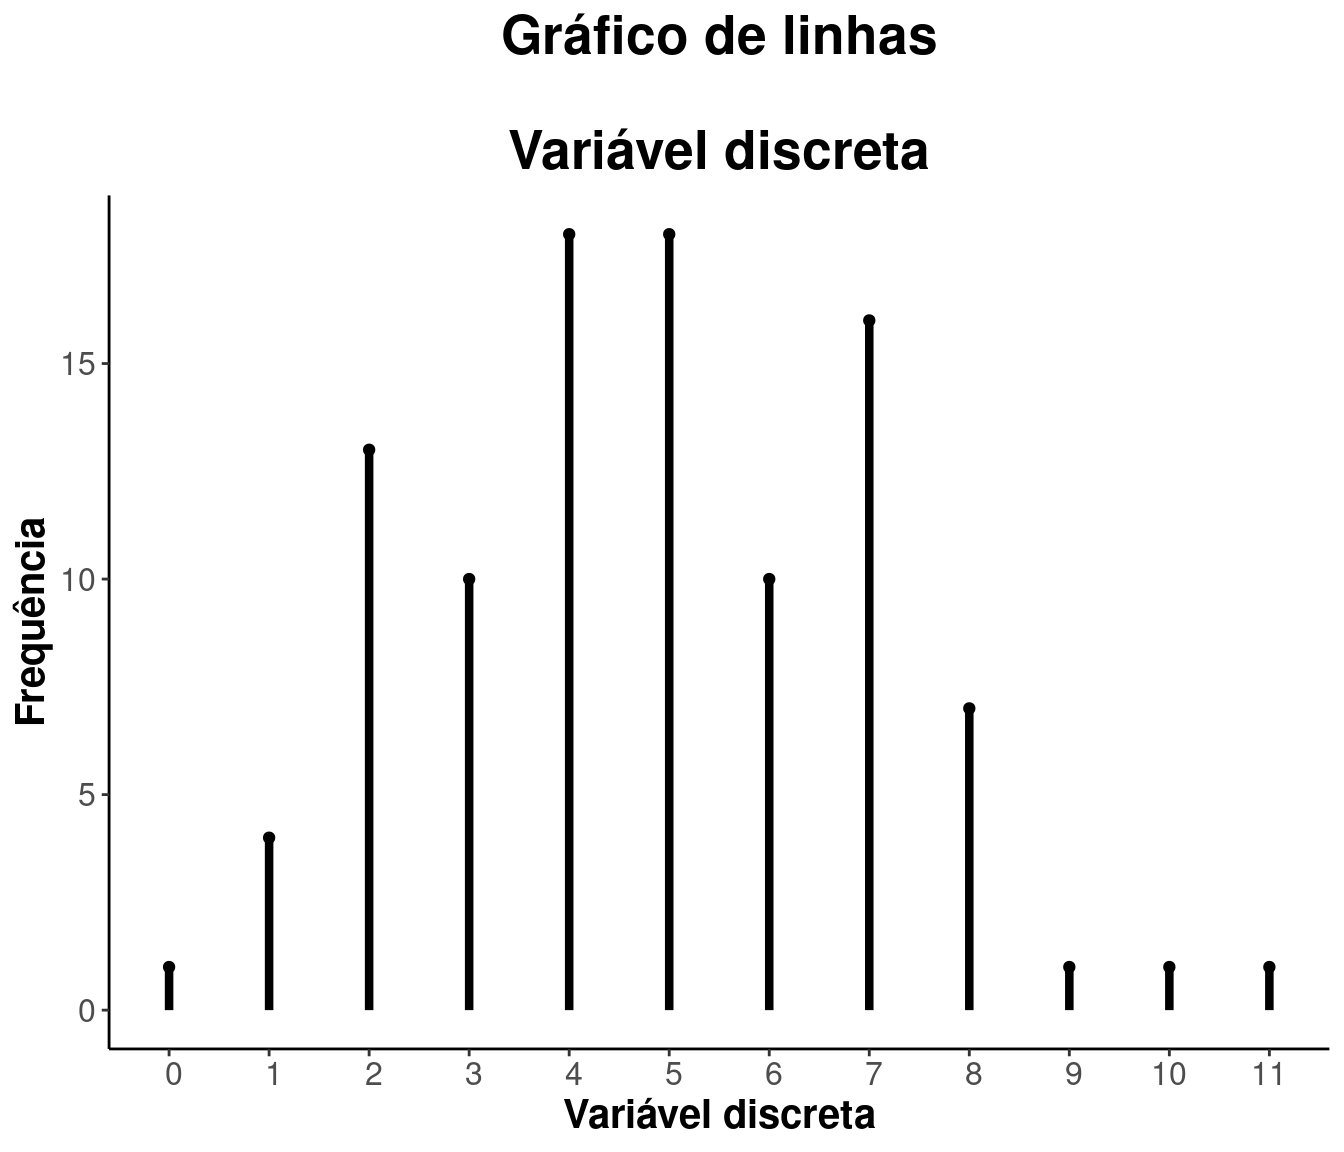 Gráfico de linhas
Variável discreta
Frequência
15
10
5
0
0 1 2 3 4 5 6 7 8 9 10 11
Variável discreta